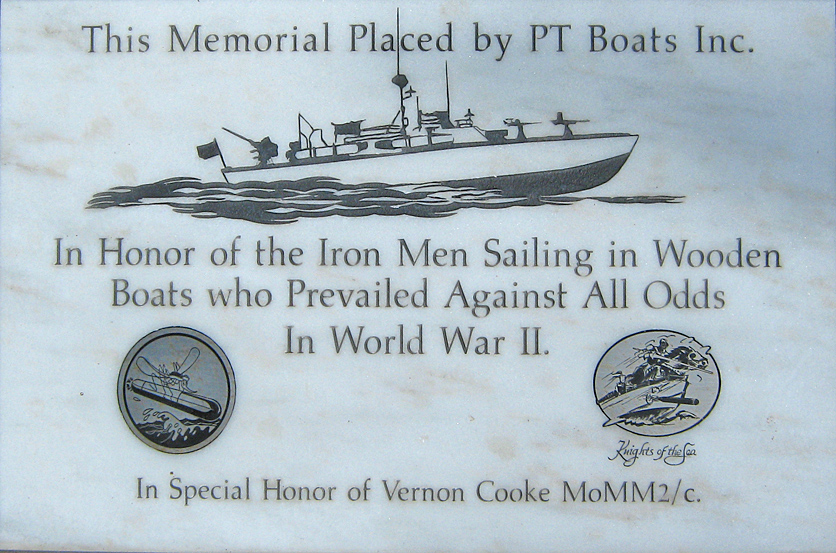 This Memorial Placed by PT Boats Inc.
In Honor of the Iron Men Sailing in Wooden
Boats who Prevailed Against All Odds
In World War II.
Knights of the Sea
In Special Honor of Vernon Cooke MoMM2/c.